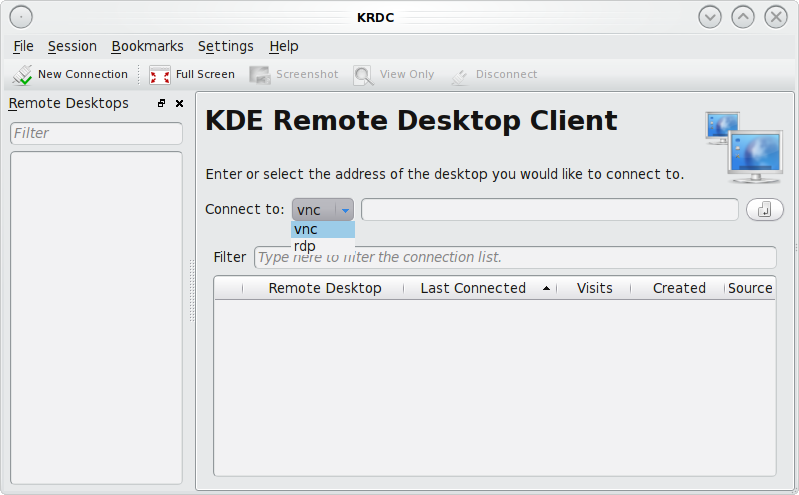 KRDC
File Session Bookmarks Settings Help
New Connection Full Screen Screenshot View Only Disconnect
Remote Desktops
Filter
KDE Remote Desktop Client
Enter or select the address of the desktop you would like to connect to.
Connect to: vnc
vnc
rdp
Filter Type here to filter the connection list.
Remote Desktop Last Connected Visits Created Source